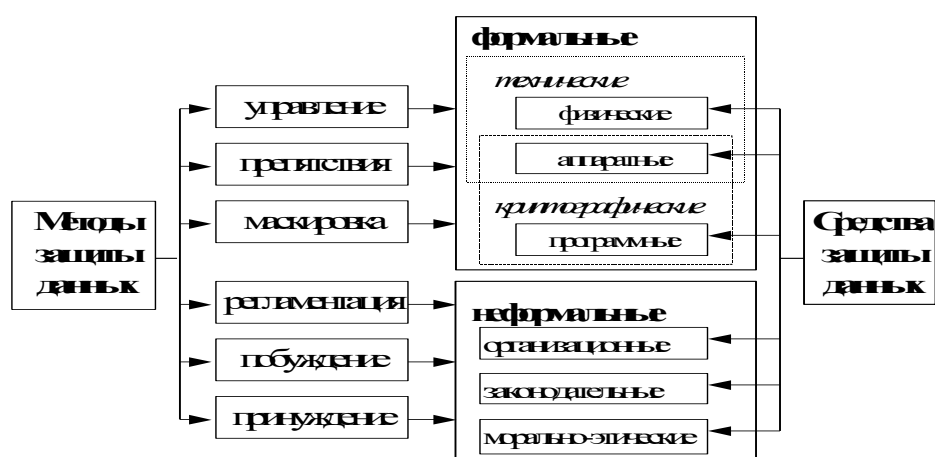 Методы
защиты
данных
управление
препятствия
маскировка
регламентация
побуждение
принуждение
формальные
технические
физические
аппаратные
криптографические
программные
неформальные
организационные
законодательные
морально-этические
Средства
защиты
данных